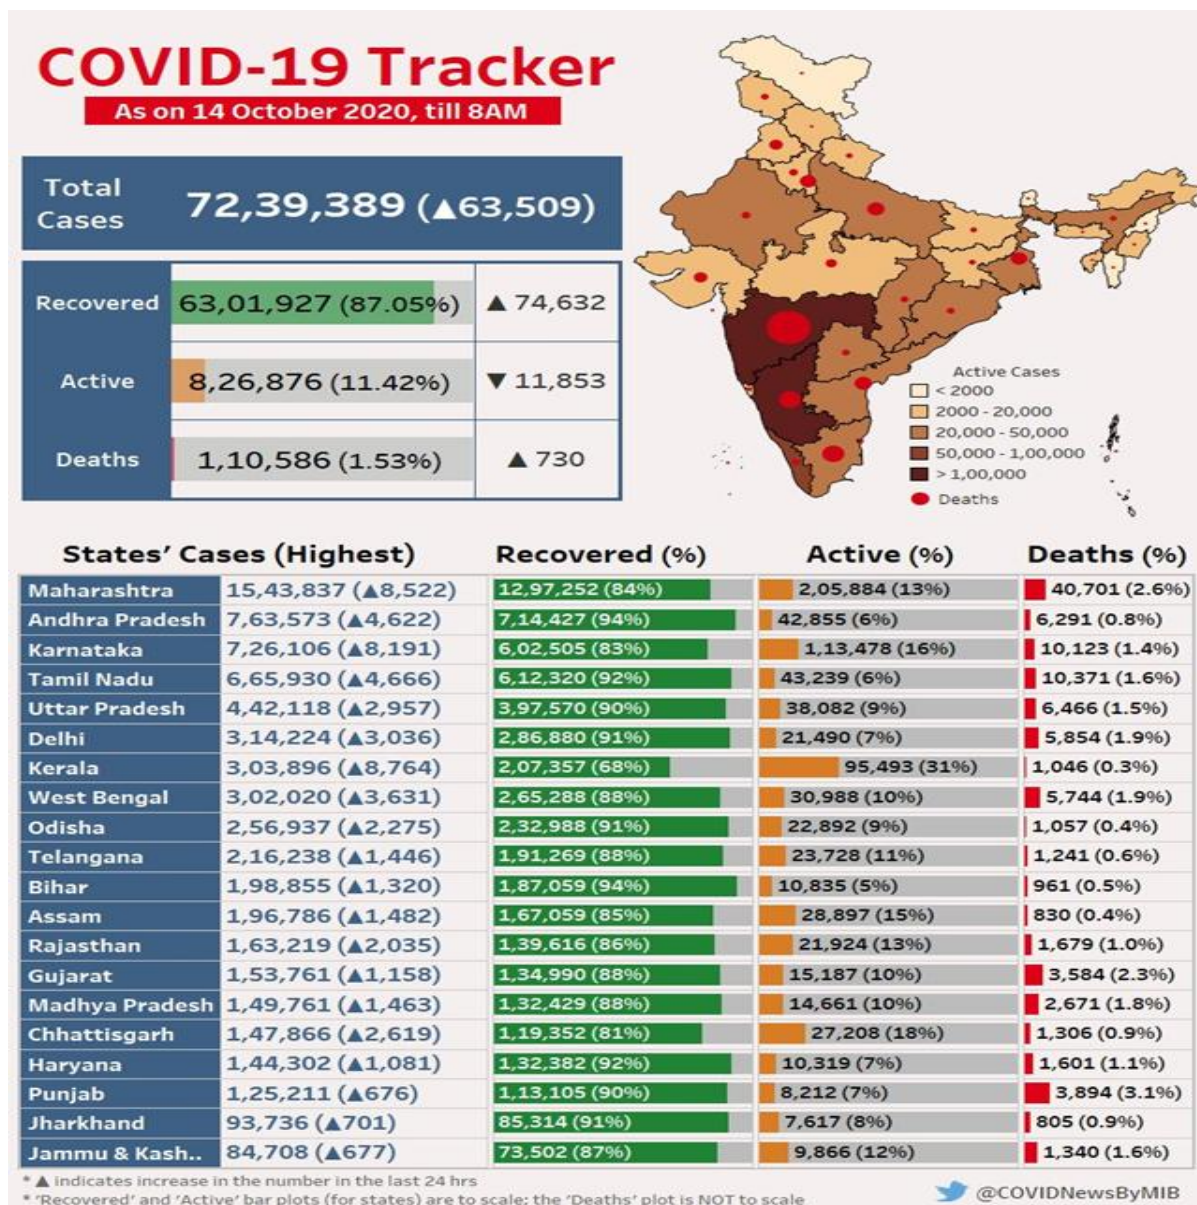 COVID-19 Tracker
As on 14 October 2020, till 8AM
Total Cases 72,39,389 (▲63,509)
Recovered 63,01,927 (87.05%) ▲ 74,632
Active 8,26,876 (11.42%) ▼ 11,853
Deaths 1,10,586 (1.53%) ▲ 730
Active Cases
< 2000
2000 - 20,000
20,000 - 50,000
50,000 - 1,00,000
> 1,00,000
Deaths
States' Cases (Highest) Recovered (%) Active (%) Deaths (%)
Maharashtra 15,43,837 (▲8,522) 12,97,252 (84%) 2,05,884 (13%) 40,701 (2.6%)
Andhra Pradesh 7,63,573 (▲4,622) 7,14,427 (94%) 42,855 (6%) 6,291 (0.8%)
Karnataka 7,26,106 (▲8,191) 6,02,505 (83%) 1,13,478 (16%) 10,123 (1.4%)
Tamil Nadu 6,65,930 (▲4,666) 6,12,320 (92%) 43,239 (6%) 10,371 (1.6%)
Uttar Pradesh 4,42,118 (▲2,957) 3,97,570 (90%) 38,082 (9%) 6,466 (1.5%)
Delhi 3,14,224 (▲3,036) 2,86,880 (91%) 21,490 (7%) 5,854 (1.9%)
Kerala 3,03,896 (▲8,764) 2,07,357 (68%) 95,493 (31%) 1,046 (0.3%)
West Bengal 3,02,020 (▲3,631) 2,65,288 (88%) 30,988 (10%) 5,744 (1.9%)
Odisha 2,56,937 (▲2,275) 2,32,988 (91%) 22,892 (9%) 1,057 (0.4%)
Telangana 2,16,238 (▲1,446) 1,91,269 (88%) 23,728 (11%) 1,241 (0.6%)
Bihar 1,98,855 (▲1,320) 1,87,059 (94%) 10,835 (5%) 961 (0.5%)
Assam 1,96,786 (▲1,482) 1,67,059 (85%) 28,897 (15%) 830 (0.4%)
Rajasthan 1,63,219 (▲2,035) 1,39,616 (86%) 21,924 (13%) 1,679 (1.0%)
Gujarat 1,53,761 (▲1,158) 1,34,990 (88%) 15,187 (10%) 3,584 (2.3%)
Madhya Pradesh 1,49,761 (▲1,463) 1,32,429 (88%) 14,661 (10%) 2,671 (1.8%)
Chhattisgarh 1,47,866 (▲2,619) 1,19,352 (81%) 27,208 (18%) 1,306 (0.9%)
Haryana 1,44,302 (▲1,081) 1,32,382 (92%) 10,319 (7%) 1,601 (1.1%)
Punjab 1,25,211 (▲676) 1,13,105 (90%) 8,212 (7%) 3,894 (3.1%)
Jharkhand 93,736 (▲701) 85,314 (91%) 7,617 (8%) 805 (0.9%)
Jammu & Kash.. 84,708 (▲677) 73,502 (87%) 9,866 (12%) 1,340 (1.6%)
* ▲ indicates increase in the number in the last 24 hrs
* 'Recovered' and 'Active' bar plots (for states) are to scale; the 'Deaths' plot is NOT to scale
@COVIDNewsByMIB